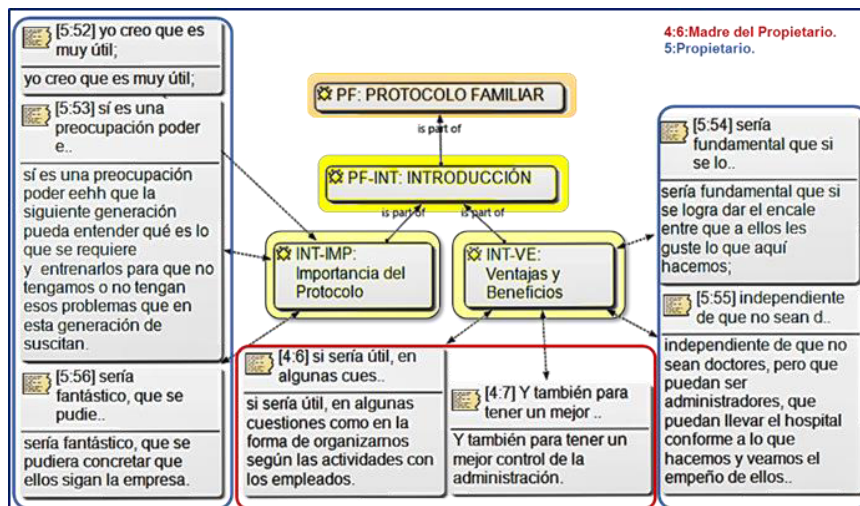 [5:52] yo creo que es
muy útil;
yo creo que es muy útil;
[5:53] sí es una
preocupación poder
e..
sí es una preocupación
poder eehh que la
siguiente generación
pueda entender qué es lo
que se requiere
y entrenarlos para que no
tengamos o no tengan
esos problemas que en
esta generación de
suscitan.
[5:56] sería
fantástico, que se
pudie..
sería fantástico, que se
pudiera concretar que
ellos sigan la empresa.
4:6:Madre del Propietario.
5:Propietario.
PF: PROTOCOLO FAMILIAR
is part of
PF-INT: INTRODUCCIÓN
is part of
is part of
INT-IMP:
Importancia del
Protocolo
INT-VE:
Ventajas y
Beneficios
[4:6] si sería útil, en
algunas cues..
si sería útil, en algunas
cuestiones como en la
forma de organizarnos
según las actividades con
los empleados.
[4:7] Y también para
tener un mejor ..
Y también para tener un
mejor control de la
administración.
[5:54] sería
fundamental que si
se lo..
sería fundamental que si
se logra dar el encale
entre que a ellos les
guste lo que aquí
hacemos;
[5:55] independiente
de que no sean d..
independiente de que no
sean doctores, pero que
puedan ser
administradores, que
puedan llevar el hospital
conforme a lo que
hacemos y veamos el
empeño de ellos..